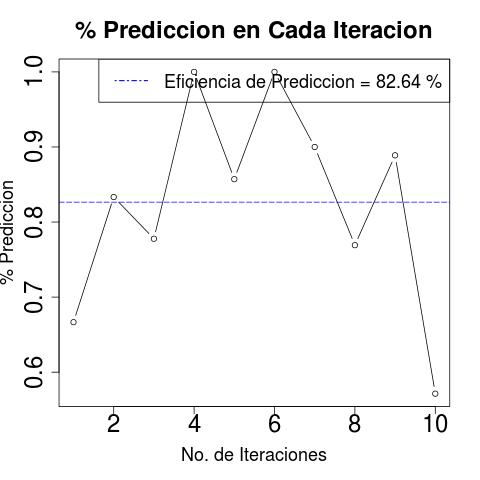 % Prediccion en Cada Iteracion
Eficiencia de Prediccion = 82.64 %
% Prediccion
1.0
0.9
0.8
0.7
0.6
2 4 6 8 10
No. de Iteraciones